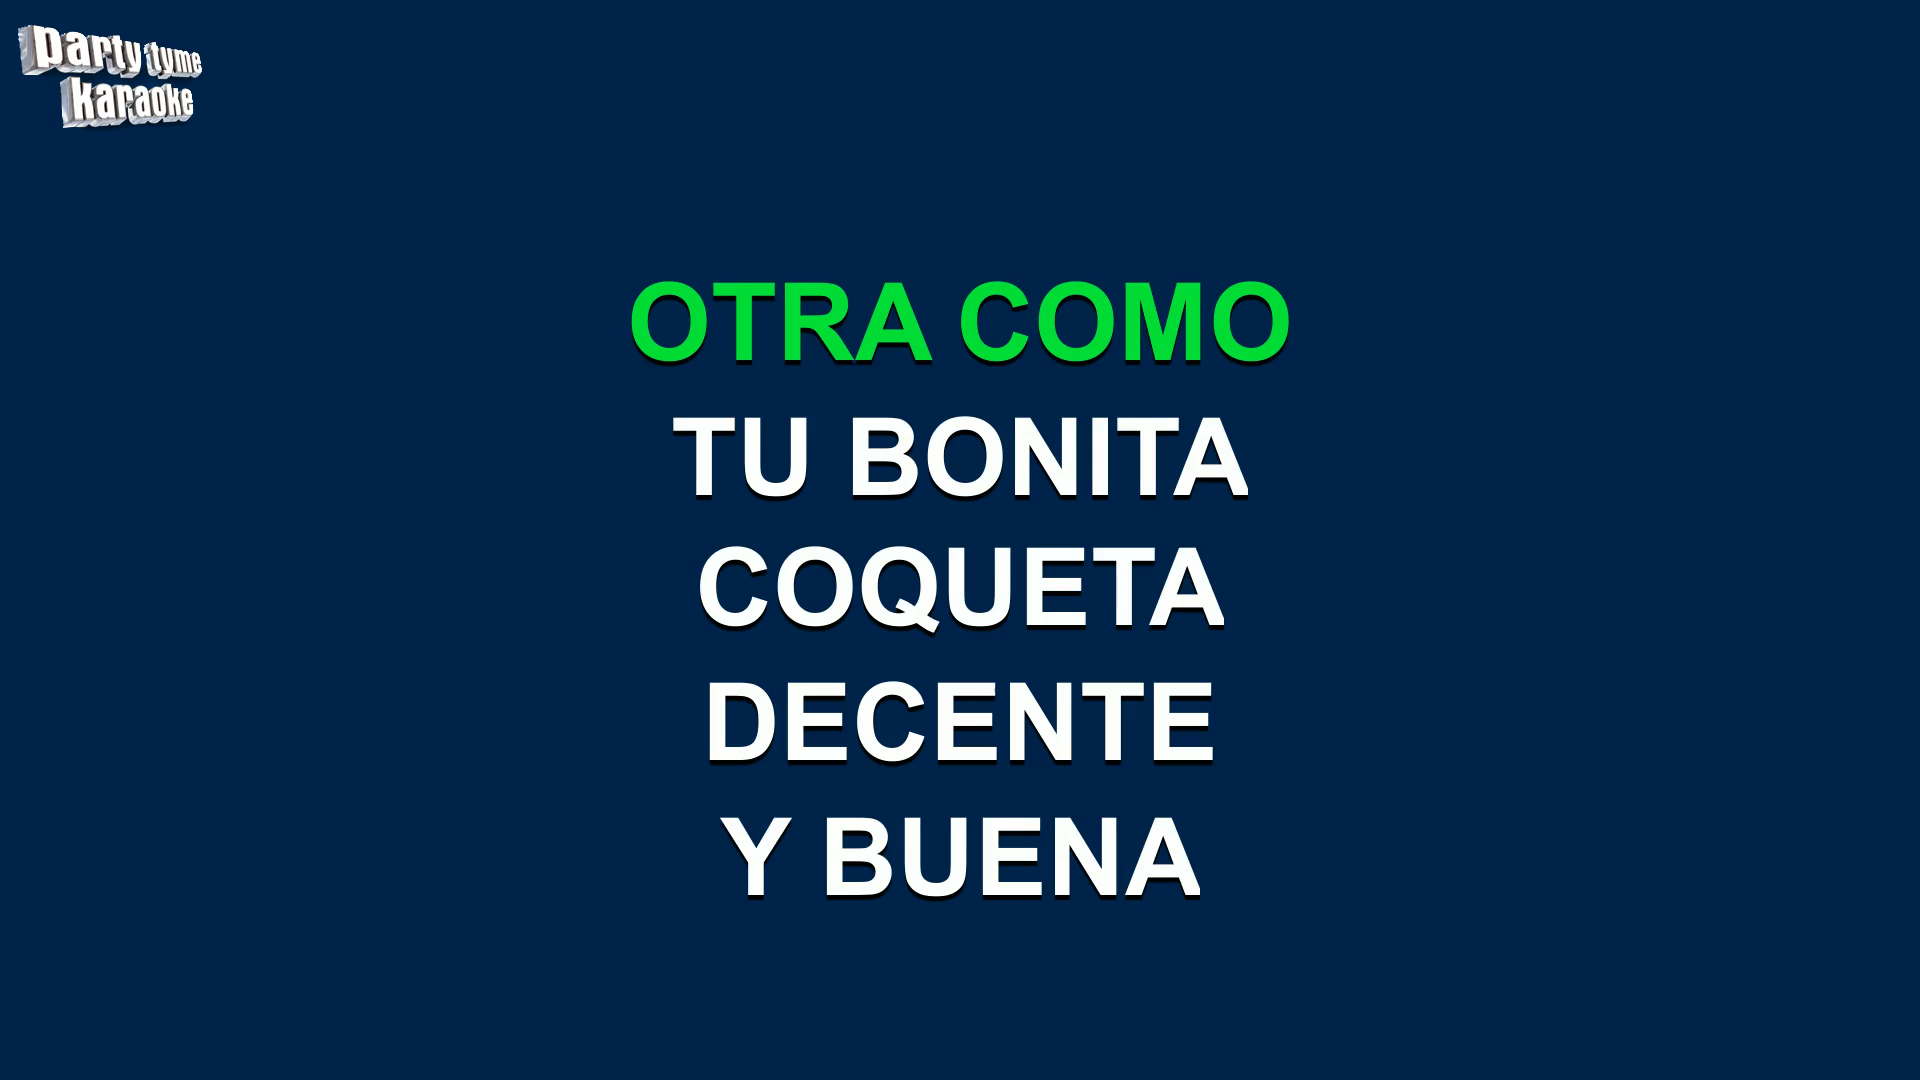 party tyme
karaoke
OTRA COMO
TU BONITA
COQUETA
DECENTE
Y BUENA